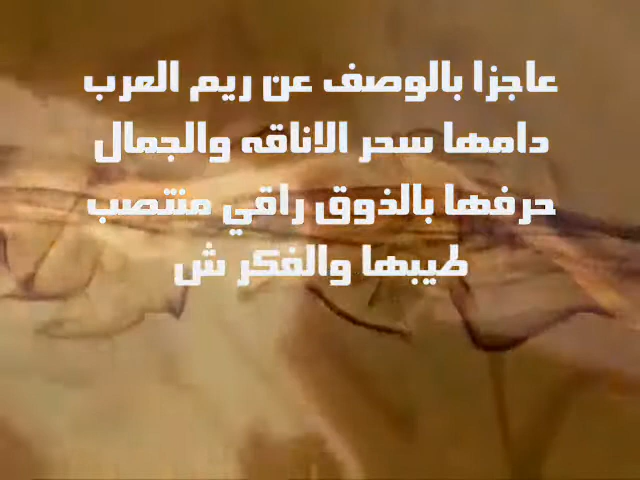 عاجزا بالوصف عن ريم العرب
دامها سحر الاناقه والجمال
حرفها بالذوق راقي منتصب
طيبها والفكر ش